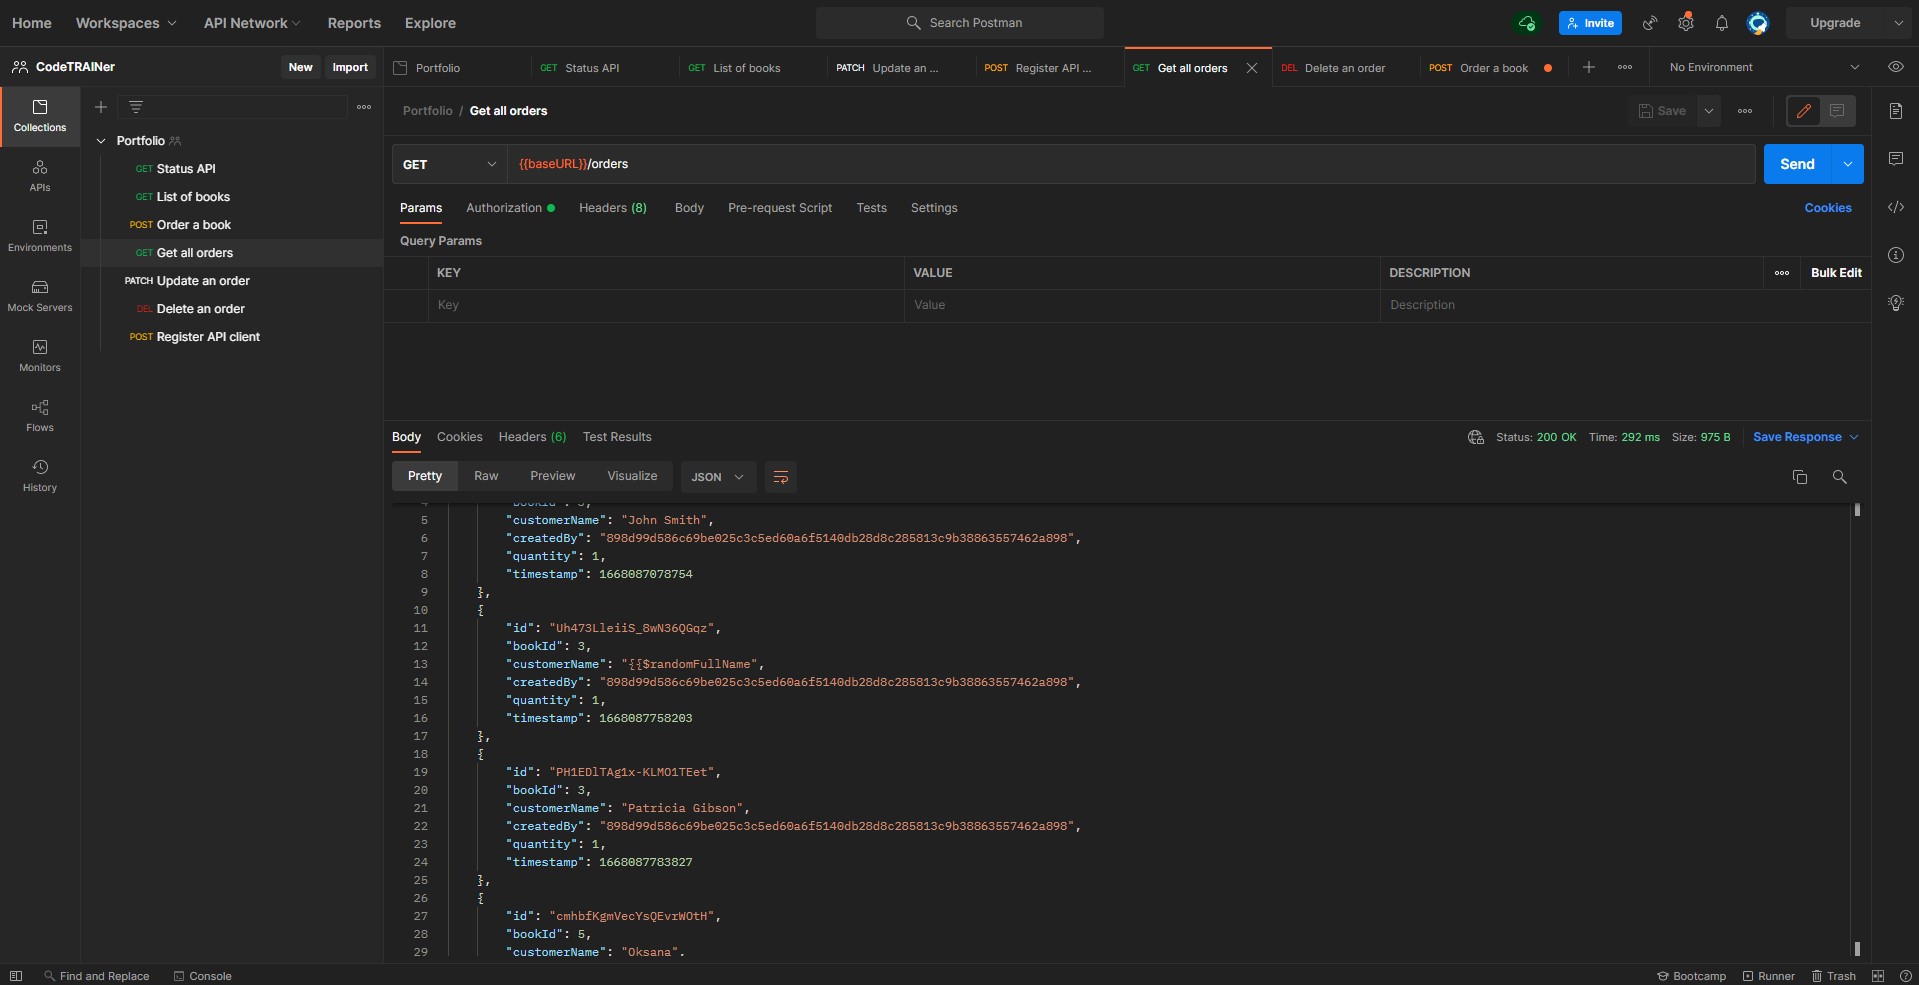 Home Workspaces API Network Reports Explore Search Postman Invite Upgrade
CodeTRAINer New Import Portfolio GET Status API GET List of books PATCH Update an ... POST Register API ... GET Get all orders DEL Delete an order POST Order a book No Environment
Collections
APIs
Environments
Mock Servers
Monitors
Flows
History
Portfolio
GET Status API
GET List of books
POST Order a book
GET Get all orders
PATCH Update an order
DEL Delete an order
POST Register API client
Portfolio / Get all orders Save
GET {{baseURL}}/orders Send
Params Authorization Headers (8) Body Pre-request Script Tests Settings Cookies
Query Params
KEY VALUE DESCRIPTION Bulk Edit
Key Value Description
Body Cookies Headers (6) Test Results Status: 200 OK Time: 292 ms Size: 975 B Save Response
Pretty Raw Preview Visualize JSON
5 "customerName": "John Smith",
6 "createdBy": "898d99d586c69be025c3c5ed60a6f5140db28d8c285813c9b38863557462a898",
7 "quantity": 1,
8 "timestamp": 1668087078754
9 },
10 {
11 "id": "Uh473LleiiS_8wN36QGqz",
12 "bookId": 3,
13 "customerName": "{{$randomFullName",
14 "createdBy": "898d99d586c69be025c3c5ed60a6f5140db28d8c285813c9b38863557462a898",
15 "quantity": 1,
16 "timestamp": 1668087758203
17 },
18 {
19 "id": "PH1EDlTAg1x-KLMO1TEet",
20 "bookId": 3,
21 "customerName": "Patricia Gibson",
22 "createdBy": "898d99d586c69be025c3c5ed60a6f5140db28d8c285813c9b38863557462a898",
23 "quantity": 1,
24 "timestamp": 1668087783827
25 },
26 {
27 "id": "cmhbfKgmVecYsQEvrWOtH",
28 "bookId": 5,
29 "customerName": "Oksana",
Find and Replace Console Bootcamp Runner Trash